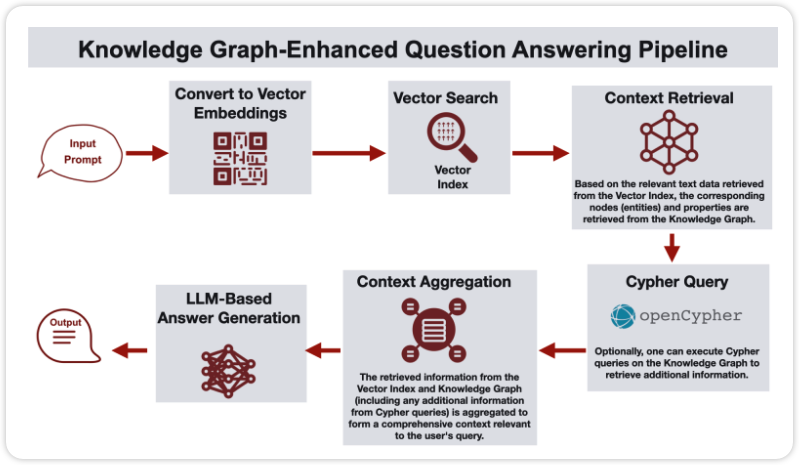 Knowledge Graph-Enhanced Question Answering Pipeline
Input
Prompt
Convert to Vector
Embeddings
Vector Search
Vector
Index
Context Retrieval
Based on the relevant text data retrieved
from the Vector Index, the corresponding
nodes (entities) and properties are
retrieved from the Knowledge Graph.
Cypher Query
openCypher
Optionally, one can execute Cypher
queries on the Knowledge Graph to
retrieve additional information.
Context Aggregation
The retrieved information from the
Vector Index and Knowledge Graph
(including any additional information
from Cypher queries) is aggregated to
form a comprehensive context relevant
to the user's query.
LLM-Based
Answer Generation
Output